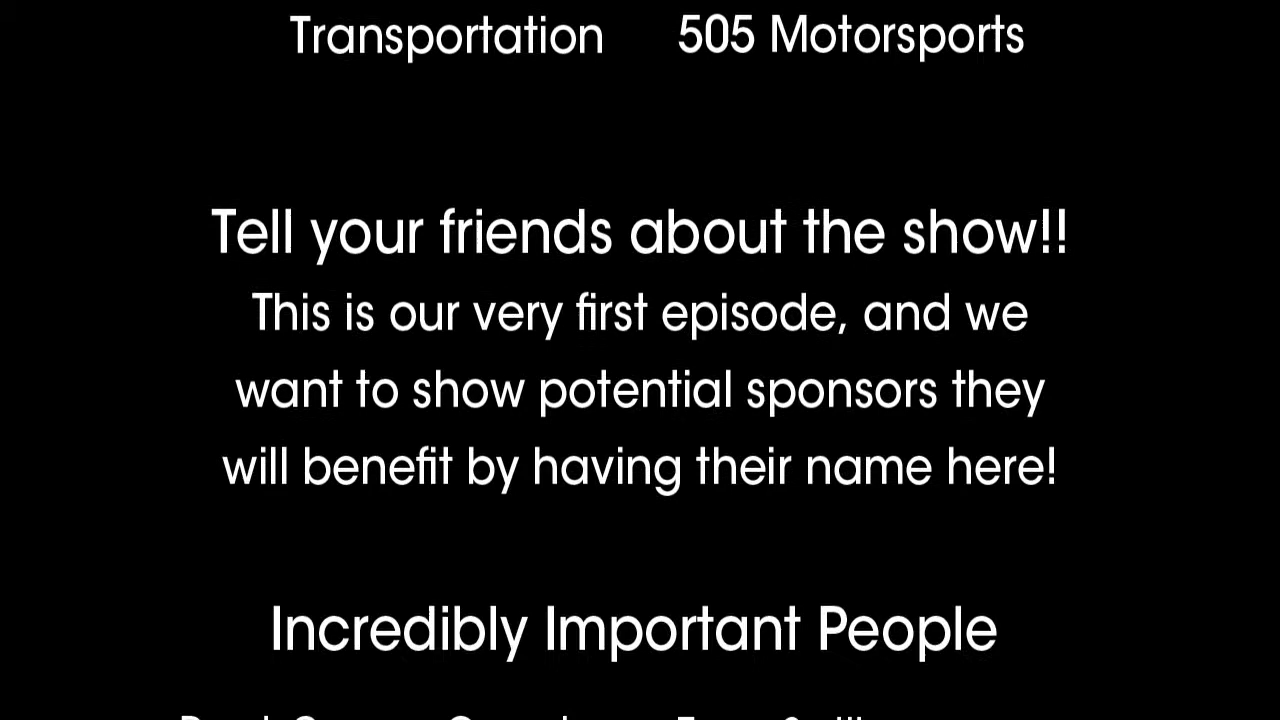 Transportation 505 Motorsports
Tell your friends about the show!!
This is our very first episode, and we
want to show potential sponsors they
will benefit by having their name here!
Incredibly Important People